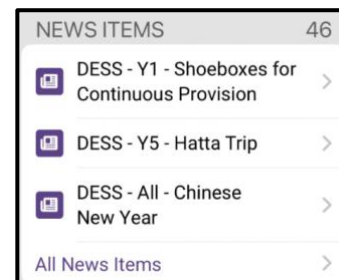 NEWS ITEMS 46
DESS - Y1 - Shoeboxes for
Continuous Provision
DESS - Y5 - Hatta Trip
DESS - All - Chinese
New Year
All News Items